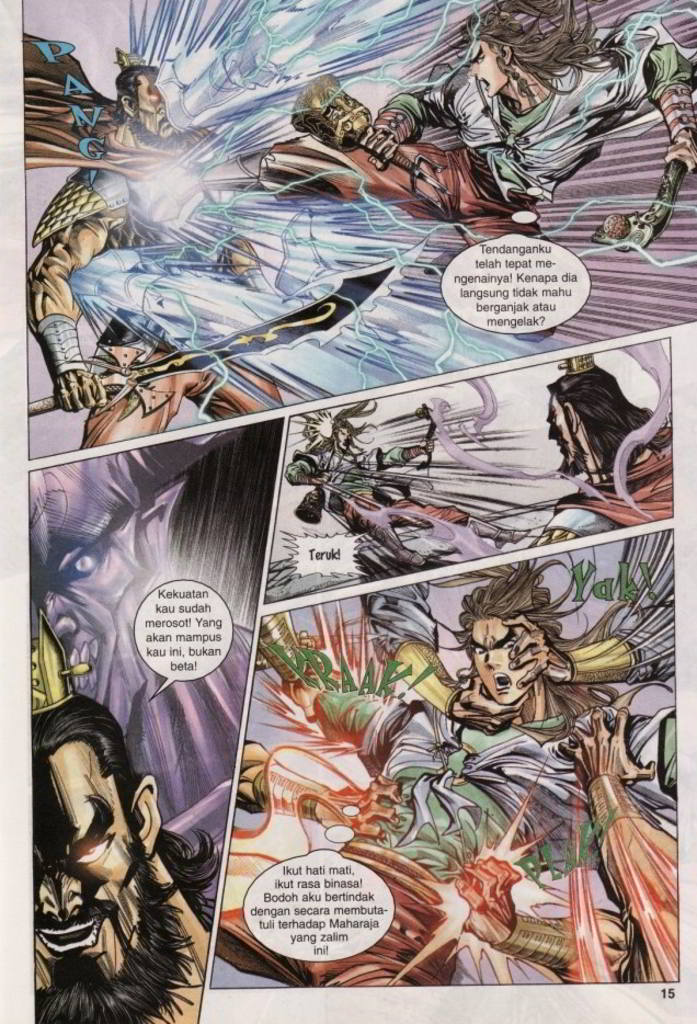 PANG!
Tendanganku
telah tepat me-
ngenainya! Kenapa dia
langsung tidak mahu
berganjak atau
mengelak?
Teruk!
Kekuatan
kau sudah
merosot! Yang
akan mampus
kau ini, bukan
beta!
Yak!
KRAAK!
PLAP!
Ikut hati mati,
ikut rasa binasa!
Bodoh aku bertindak
dengan secara membuta-
tuli terhadap Maharaja
yang zalim
ini!
15